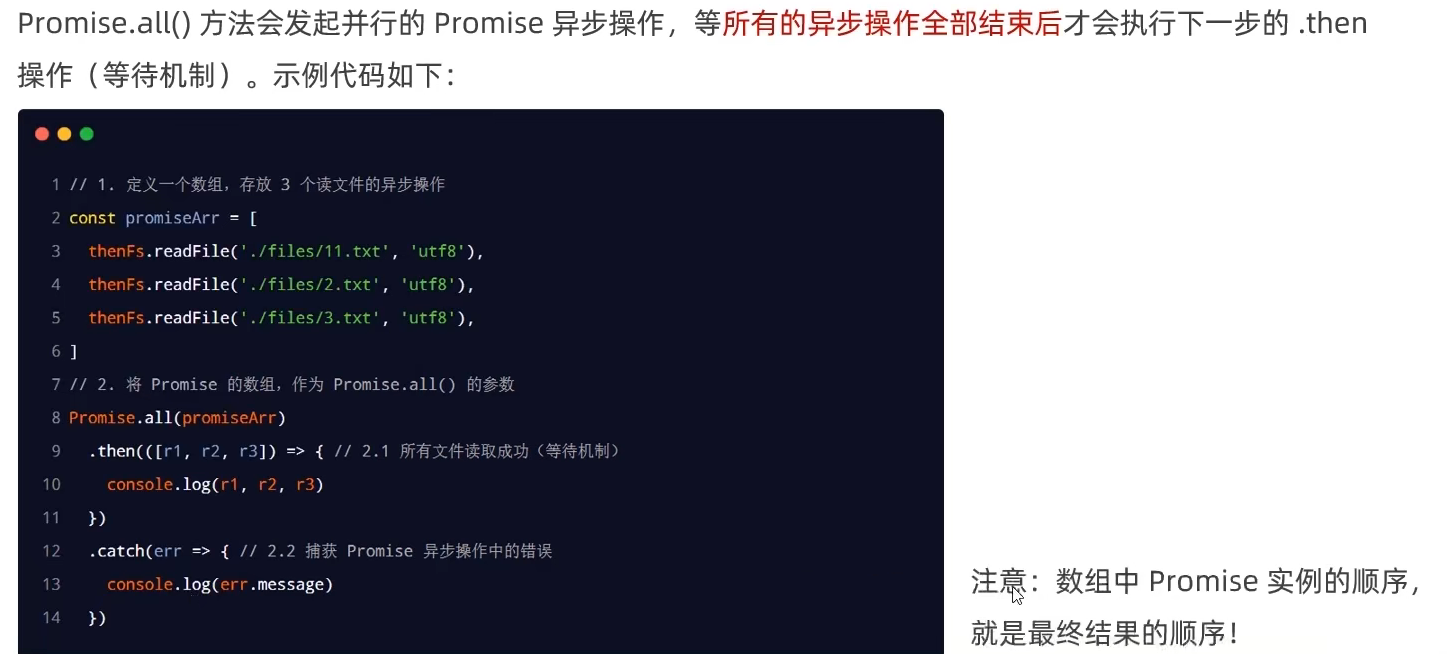 Promise.all() 方法会发起并行的 Promise 异步操作，等所有的异步操作全部结束后才会执行下一步的 .then
操作（等待机制）。示例代码如下：
1 // 1. 定义一个数组，存放 3 个读文件的异步操作
2 const promiseArr = [
3   thenFs.readFile('./files/11.txt', 'utf8'),
4   thenFs.readFile('./files/2.txt', 'utf8'),
5   thenFs.readFile('./files/3.txt', 'utf8'),
6 ]
7 // 2. 将 Promise 的数组，作为 Promise.all() 的参数
8 Promise.all(promiseArr)
9   .then(([r1, r2, r3]) => { // 2.1 所有文件读取成功（等待机制）
10     console.log(r1, r2, r3)
11   })
12   .catch(err => { // 2.2 捕获 Promise 异步操作中的错误
13     console.log(err.message)
14   })
注意：数组中 Promise 实例的顺序，
就是最终结果的顺序！